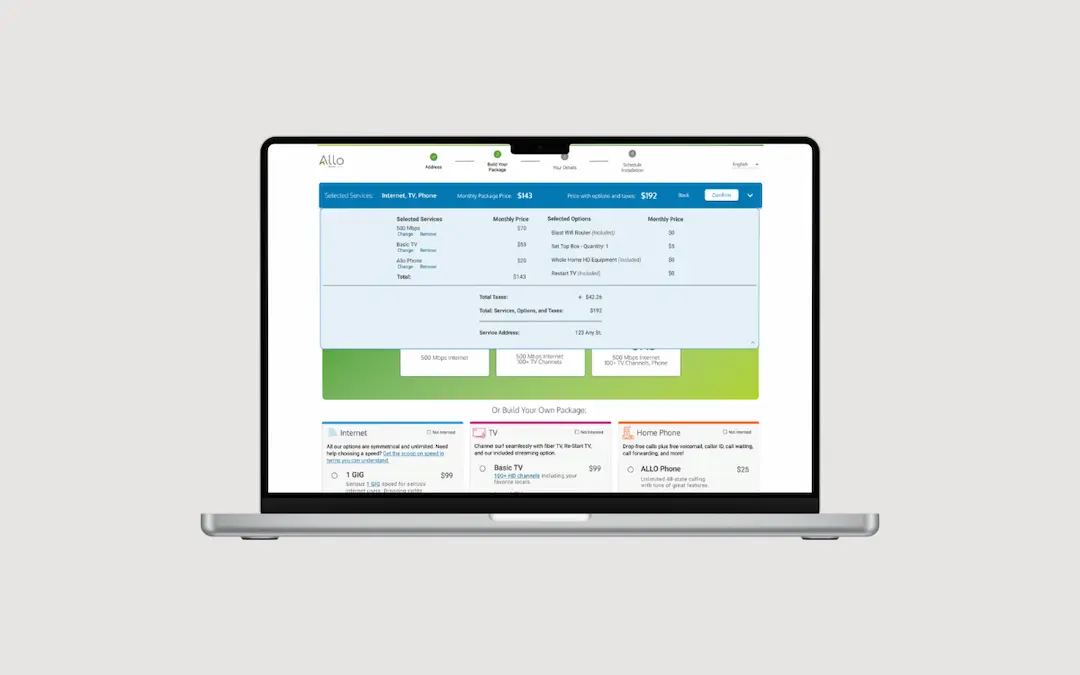 Allo
Address
Build Your
Package
Your Details
Schedule
Installation
English
Selected Services: Internet, TV, Phone Monthly Package Price: $143 Price with options and taxes: $192 Back Confirm
Selected Services Monthly Price Selected Options Monthly Price
500 Mbps $70
Change Remove
Blast Wifi Router (Included) $0
Basic TV $53
Change Remove
Set Top Box - Quantity: 1 $5
Allo Phone $20
Change Remove
Whole Home HD Equipment (Included) $0
Total: $143
Restart TV (Included) $0
Total Taxes: + $42.26
Total: Services, Options, and Taxes: $192
Service Address: 123 Any St.
500 Mbps Internet
500 Mbps Internet
100+ TV Channels
500 Mbps Internet
100+ TV Channels, Phone
Or Build Your Own Package:
Internet Not Interested
All our options are symmetrical and unlimited. Need
help choosing a speed? Get the scoop on speed in
terms you can understand.
1 GIG $99
Serious 1 GIG speed for serious
TV Not Interested
Channel surf seamlessly with fiber TV, Re-Start TV,
and our included streaming option.
Basic TV $99
100+ HD channels including your
favorite locals.
Home Phone Not Interested
Drop-free calls plus free voicemail, caller ID, call waiting,
call forwarding, and more!
ALLO Phone $25
Unlimited 48-state calling
with tons of great features.